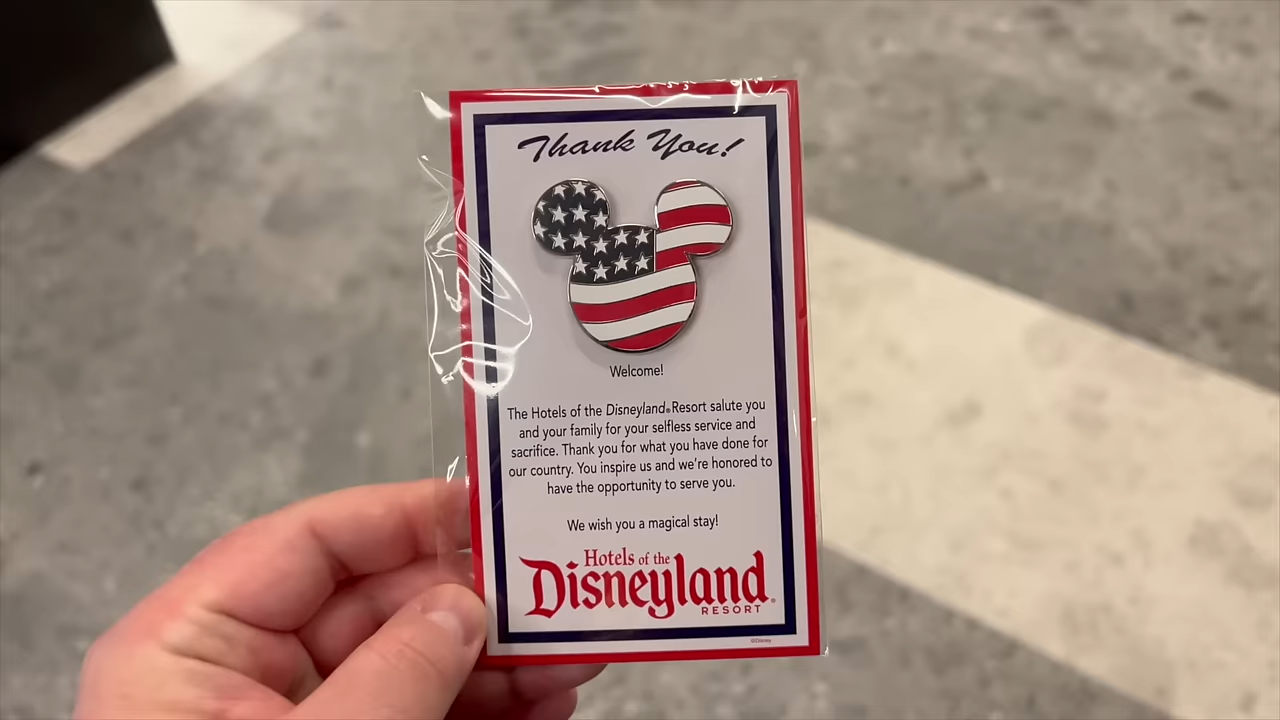 Thank You!
Welcome!
The Hotels of the Disneyland® Resort salute you
and your family for your selfless service and
sacrifice. Thank you for what you have done for
our country. You inspire us and we're honored to
have the opportunity to serve you.
We wish you a magical stay!
Hotels of the
Disneyland®
RESORT
©Disney